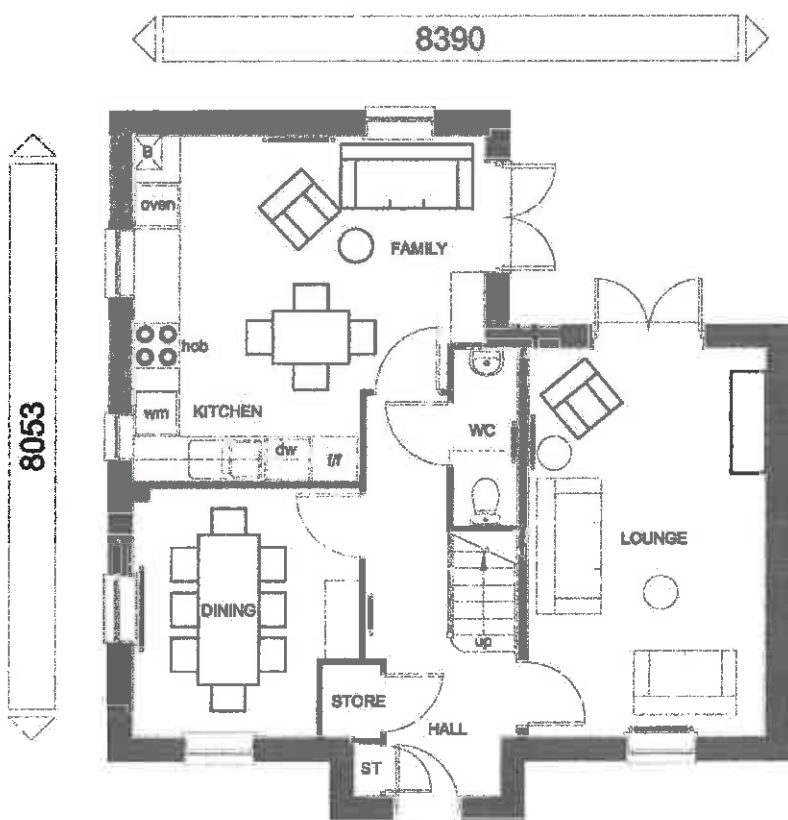 8390
8053
B
oven
FAMILY
hob
wm
KITCHEN
dw
f/f
WC
LOUNGE
DINING
up
STORE
HALL
ST